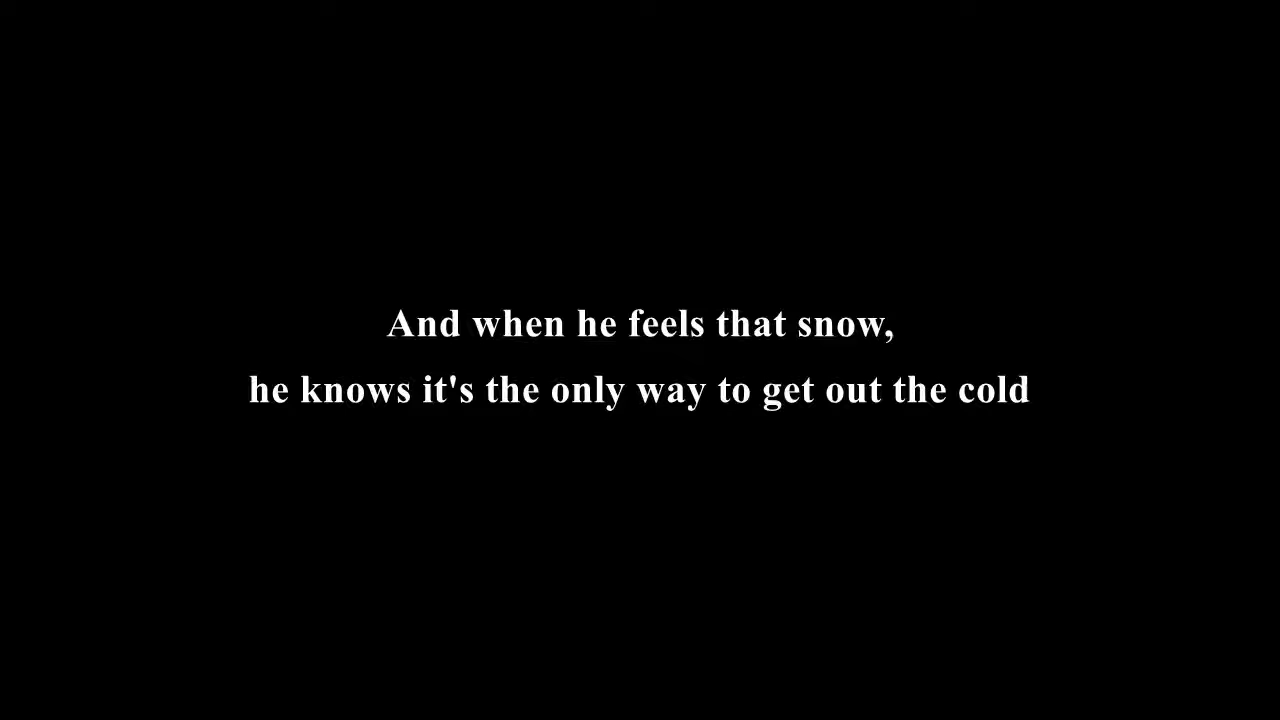 And when he feels that snow,
he knows it's the only way to get out the cold